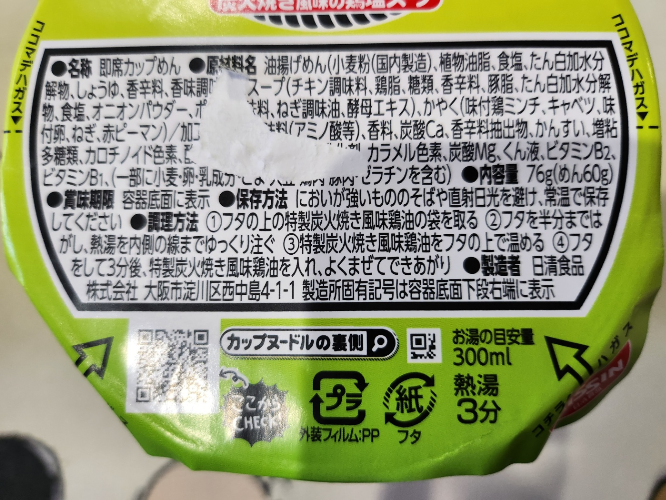 炭火焼き風味の鶏塩スープ
ココマデハガス
ココマデハガス
●名称 即席カップめん ●原材料名 油揚げめん(小麦粉(国内製造)、植物油脂、食塩、たん白加水分
解物、しょうゆ、香辛料、香味調 スープ(チキン調味料、鶏脂、糖類、香辛料、豚脂、たん白加水分解
物、食塩、オニオンパウダー、ポ 味料、ねぎ調味油、酵母エキス)、かやく(味付鶏ミンチ、キャベツ、味
付卵、ねぎ、赤ピーマン)/加工 味料(アミノ酸等)、香料、炭酸Ca、香辛料抽出物、かんすい、増粘
多糖類、カロチノイド色素、 カラメル色素、炭酸Mg、くん液、ビタミンB₂、
ビタミンB₁、(一部に小麦・卵・乳成分・ 鶏肉・豚肉・ゼラチンを含む) ●内容量 76g(めん60g)
●賞味期限 容器底面に表示 ●保存方法 においが強いもののそばや直射日光を避け、常温で保存
してください ●調理方法 ①フタの上の特製炭火焼き風味鶏油の袋を取る ②フタを半分まではが
し、熱湯を内側の線までゆっくり注ぐ ③特製炭火焼き風味鶏油をフタの上で温める ④フタ
をして3分後、特製炭火焼き風味鶏油を入れ、よくまぜてできあがり ●製造者 日清食品
株式会社 大阪市淀川区西中島4-1-1 製造所固有記号は容器底面下段右端に表示
カップヌードルの裏側
お湯の目安量
300ml
ここから
CHECK!
プラ
外装フィルム:PP
紙
フタ
熱湯
3分